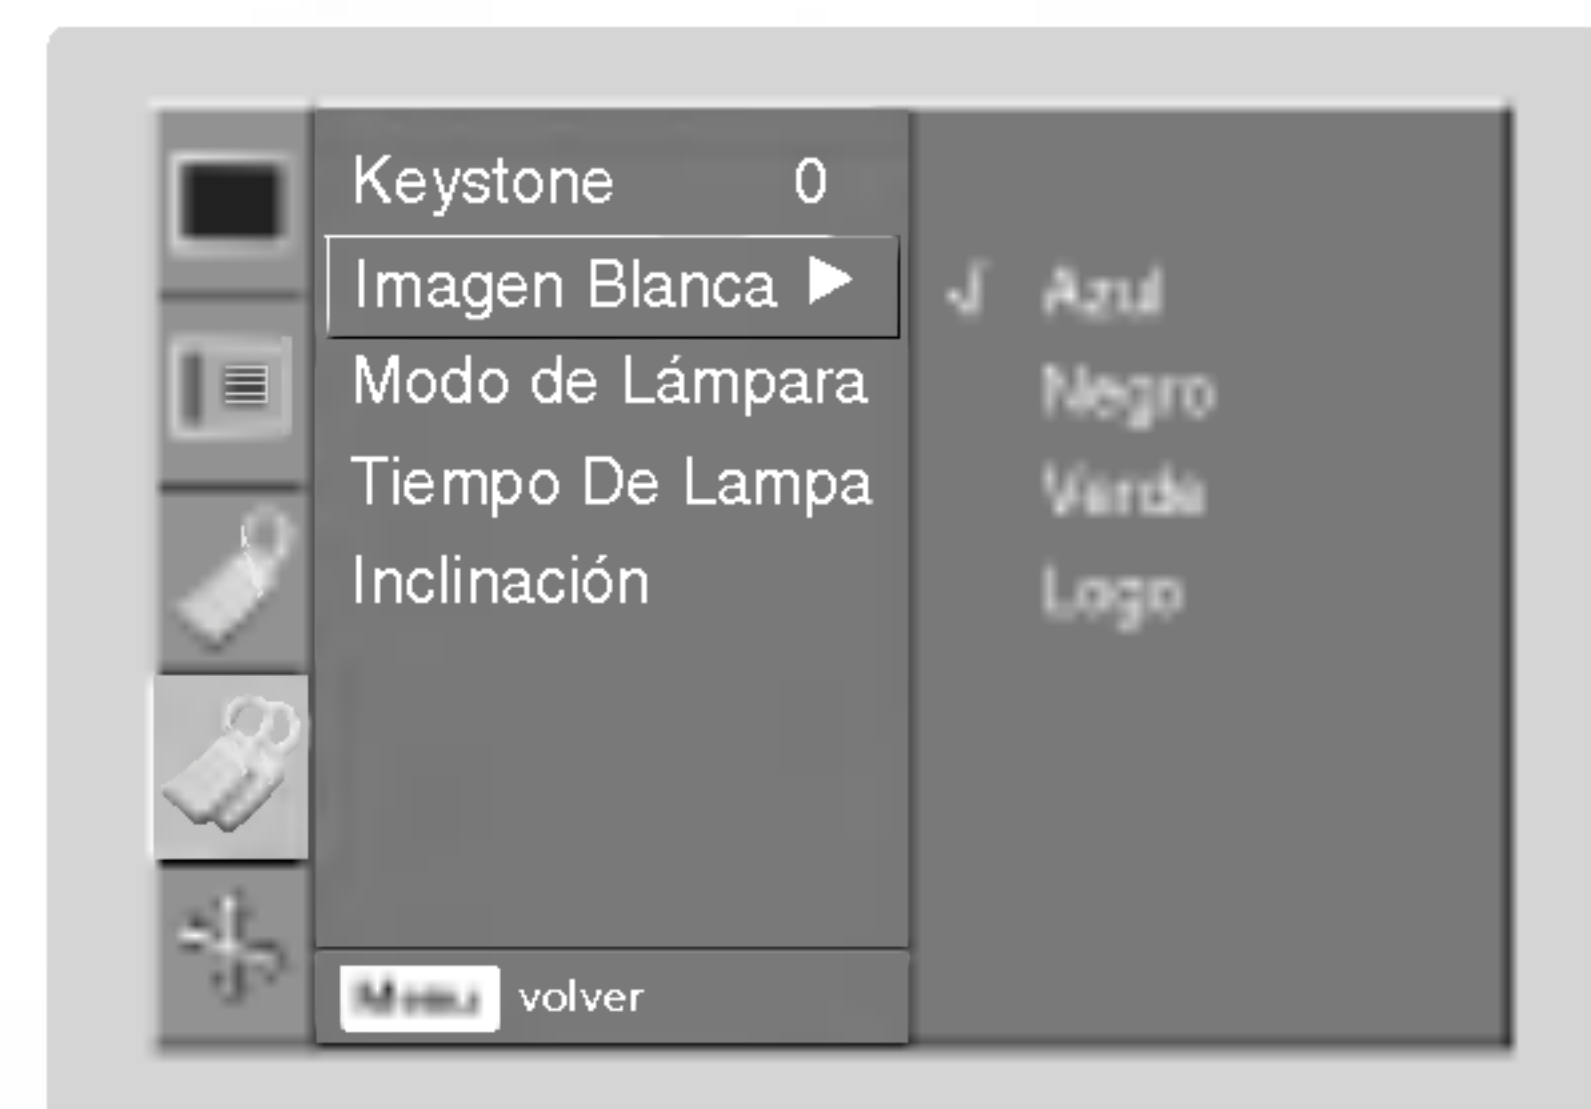 Keystone 0
Imagen Blanca ▶ √ Azul
Modo de Lámpara Negro
Tiempo De Lampa Verde
Inclinación Logo
Menu volver